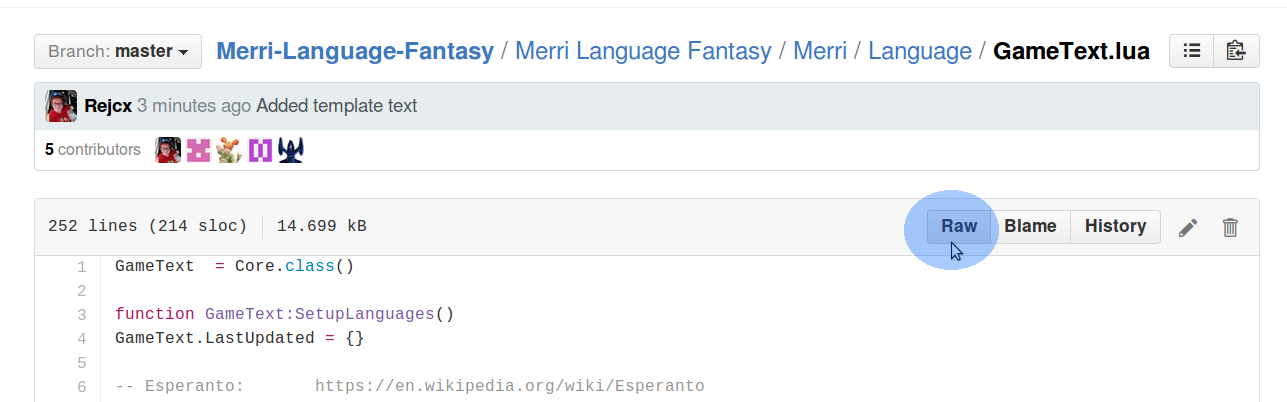 Branch: master Merri-Language-Fantasy / Merri Language Fantasy / Merri / Language / GameText.lua
Rejcx 3 minutes ago Added template text
5 contributors
252 lines (214 sloc) 14.699 kB Raw Blame History
1 GameText  = Core.class()
2
3 function GameText:SetupLanguages()
4 GameText.LastUpdated = {}
5
6 -- Esperanto:       https://en.wikipedia.org/wiki/Esperanto